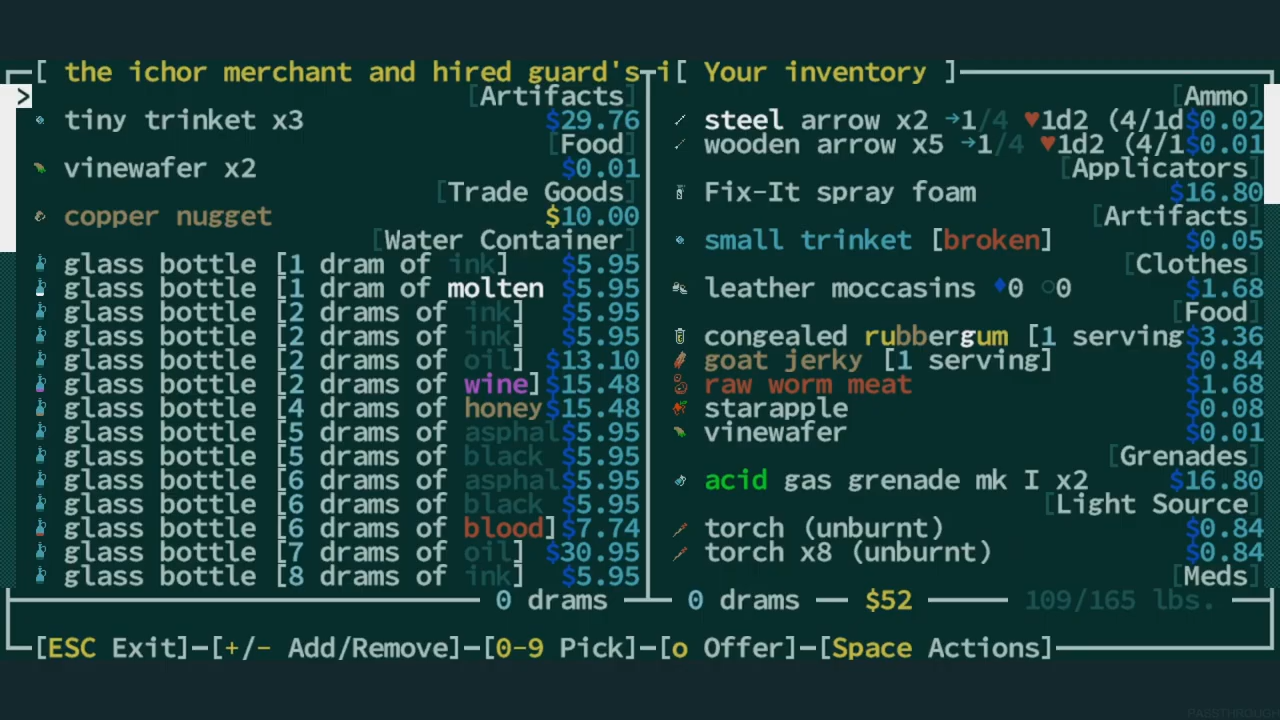 [ the ichor merchant and hired guard's i[ Your inventory ]
>
[Artifacts]
tiny trinket x3 $29.76
[Food]
vinewafer x2 $0.01
[Trade Goods]
copper nugget $10.00
[Water Container]
glass bottle [1 dram of ink] $5.95
glass bottle [1 dram of molten $5.95
glass bottle [2 drams of ink] $5.95
glass bottle [2 drams of ink] $5.95
glass bottle [2 drams of oil] $13.10
glass bottle [2 drams of wine] $15.48
glass bottle [4 drams of honey $15.48
glass bottle [5 drams of asphal $5.95
glass bottle [5 drams of black $5.95
glass bottle [6 drams of asphal $5.95
glass bottle [6 drams of black $5.95
glass bottle [6 drams of blood] $7.74
glass bottle [7 drams of oil] $30.95
glass bottle [8 drams of ink] $5.95
[Ammo]
steel arrow x2 →1/4 ♥1d2 (4/1d $0.02
wooden arrow x5 →1/4 ♥1d2 (4/1 $0.01
[Applicators]
Fix-It spray foam $16.80
[Artifacts]
small trinket [broken] $0.05
[Clothes]
leather moccasins ♦0 ○0 $1.68
[Food]
congealed rubbergum [1 serving $3.36
goat jerky [1 serving] $0.84
raw worm meat $1.68
starapple $0.08
vinewafer $0.01
[Grenades]
acid gas grenade mk I x2 $16.80
[Light Source]
torch (unburnt) $0.84
torch x8 (unburnt) $0.84
[Meds]
0 drams 0 drams $52 109/165 lbs.
[ESC Exit] [+/- Add/Remove] [0-9 Pick] [o Offer] [Space Actions]